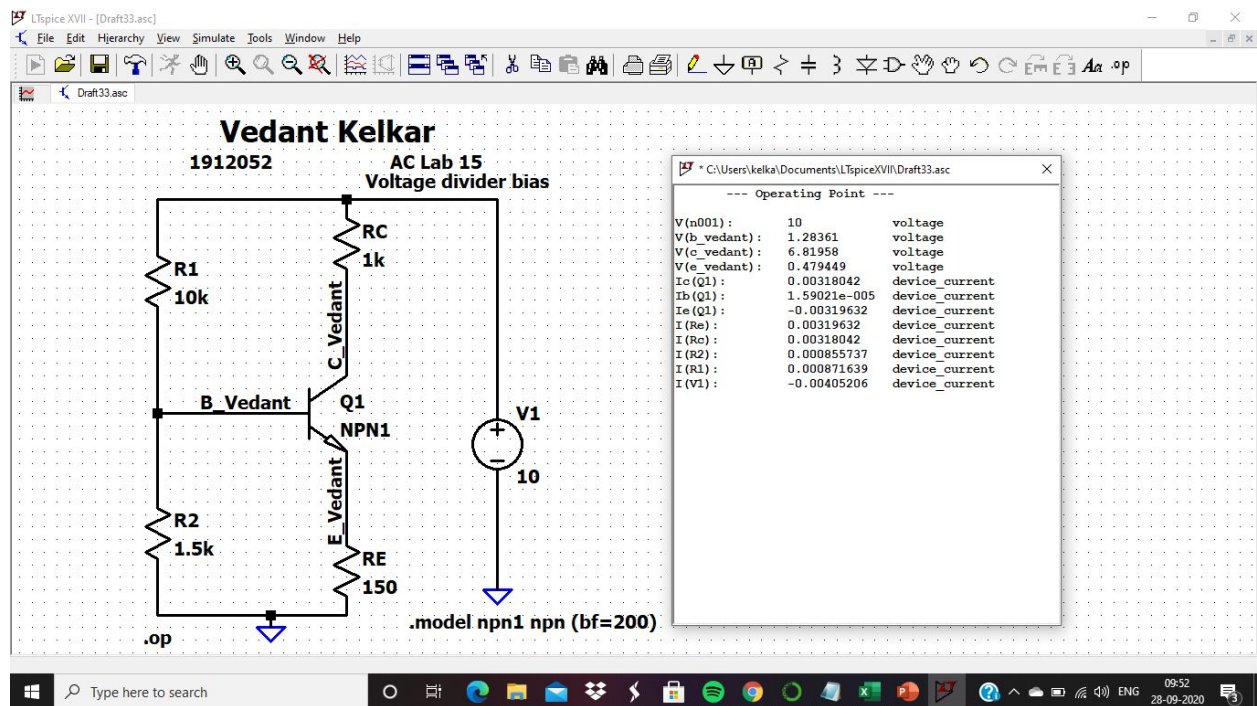 LTspice XVII - [Draft33.asc]
File Edit Hierarchy View Simulate Tools Window Help
Aa .op
Draft33.asc
Vedant Kelkar
1912052
AC Lab 15
Voltage divider bias
RC
1k
R1
10k
C_Vedant
B_Vedant
Q1
NPN1
V1
10
E_Vedant
R2
1.5k
RE
150
.model npn1 npn (bf=200)
.op
* C:\Users\kelka\Documents\LTspiceXVII\Draft33.asc
--- Operating Point ---
V(n001): 10 voltage
V(b_vedant): 1.28361 voltage
V(c_vedant): 6.81958 voltage
V(e_vedant): 0.479449 voltage
Ic(Q1): 0.00318042 device_current
Ib(Q1): 1.59021e-005 device_current
Ie(Q1): -0.00319632 device_current
I(Re): 0.00319632 device_current
I(Rc): 0.00318042 device_current
I(R2): 0.000855737 device_current
I(R1): 0.000871639 device_current
I(V1): -0.00405206 device_current
Type here to search
ENG
09:52
28-09-2020
3